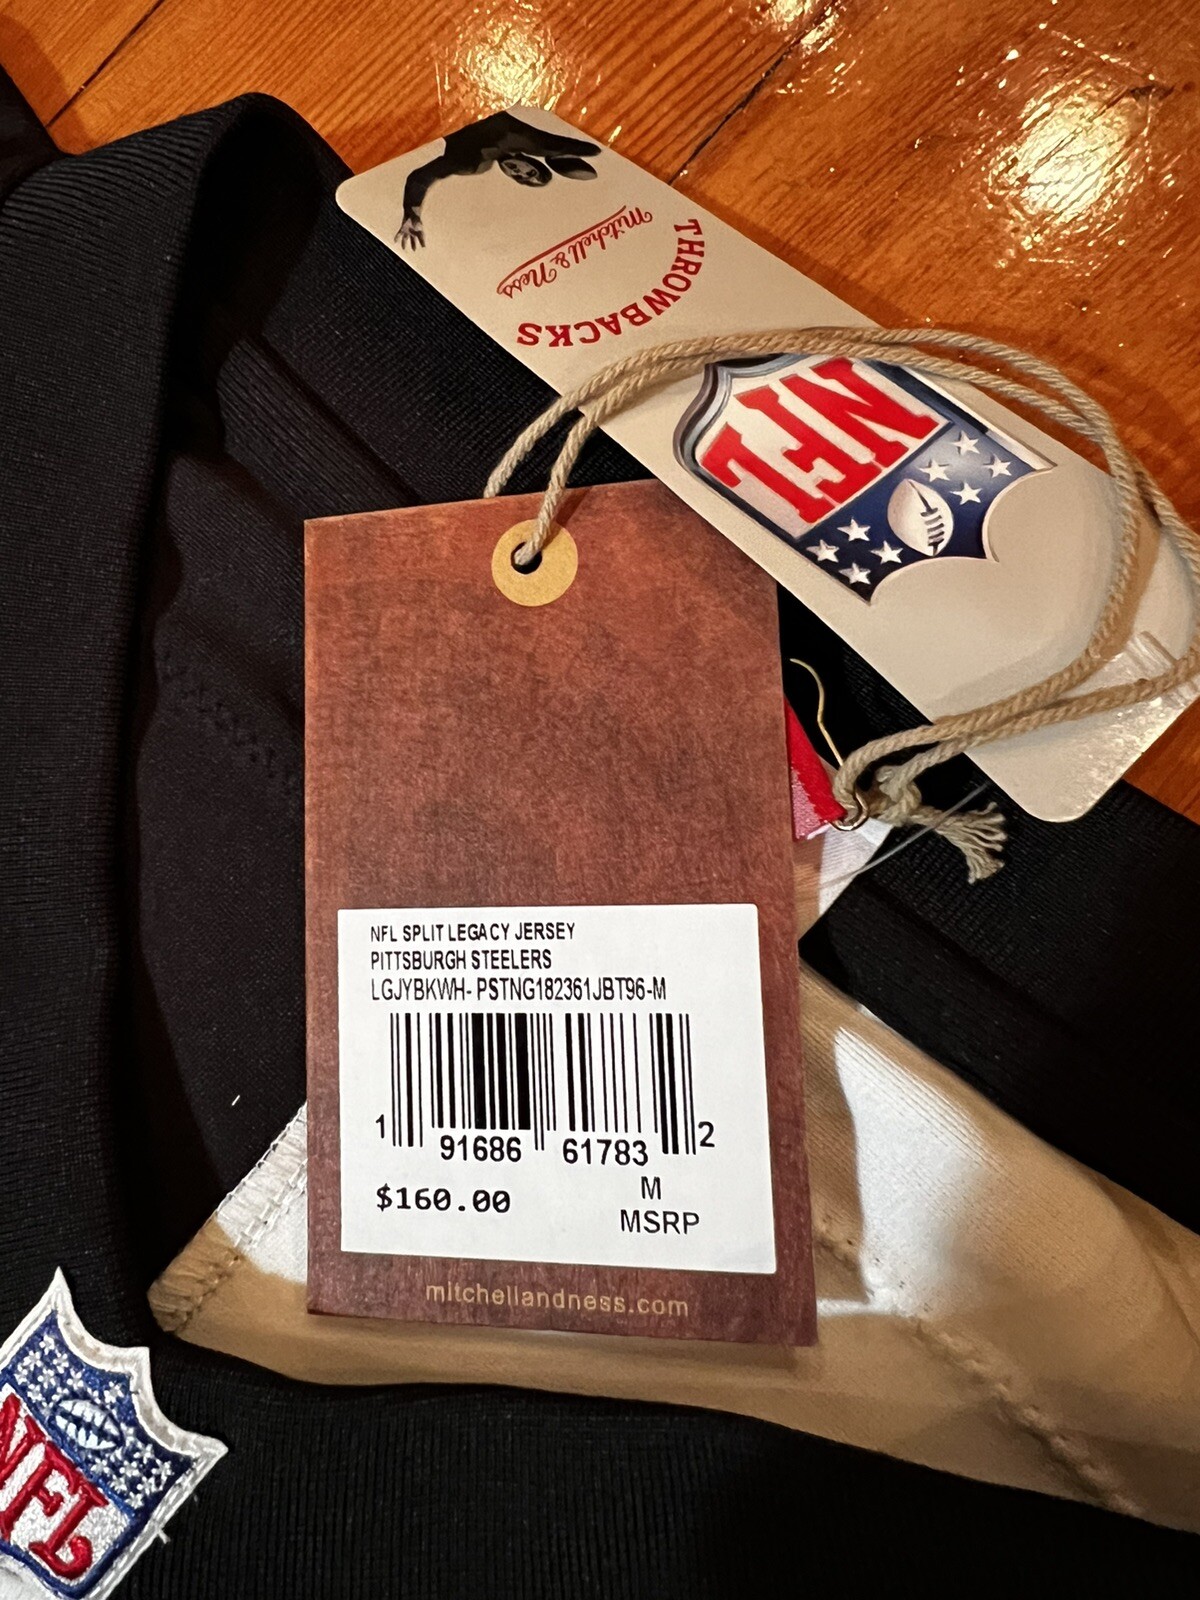 Mitchell & Ness
THROWBACKS
NFL
NFL SPLIT LEGACY JERSEY
PITTSBURGH STEELERS
LGJYBKWH- PSTNG182361JBT96-M
1 91686 61783 2
$160.00
M
MSRP
mitchellandness.com
NFL